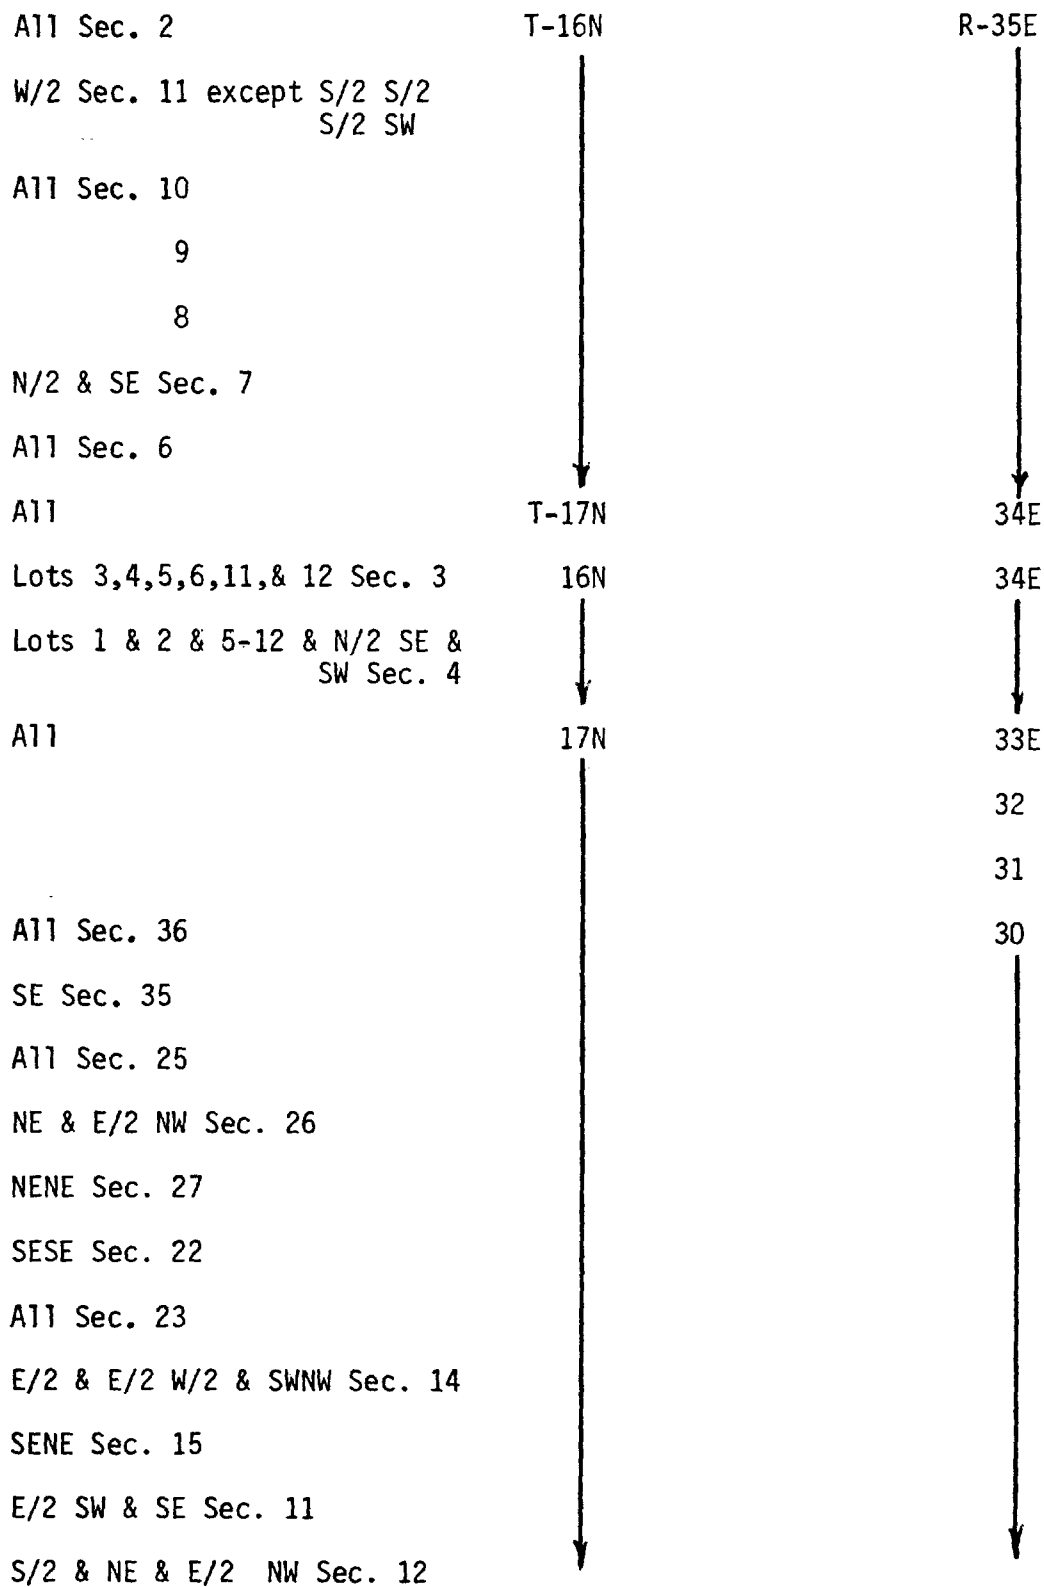 All Sec. 2 T-16N R-35E
W/2 Sec. 11 except S/2 S/2
S/2 SW
All Sec. 10
9
8
N/2 & SE Sec. 7
All Sec. 6
All T-17N 34E
Lots 3,4,5,6,11,& 12 Sec. 3 16N 34E
Lots 1 & 2 & 5-12 & N/2 SE &
SW Sec. 4
All 17N 33E
32
31
All Sec. 36 30
SE Sec. 35
All Sec. 25
NE & E/2 NW Sec. 26
NENE Sec. 27
SESE Sec. 22
All Sec. 23
E/2 & E/2 W/2 & SWNW Sec. 14
SENE Sec. 15
E/2 SW & SE Sec. 11
S/2 & NE & E/2 NW Sec. 12